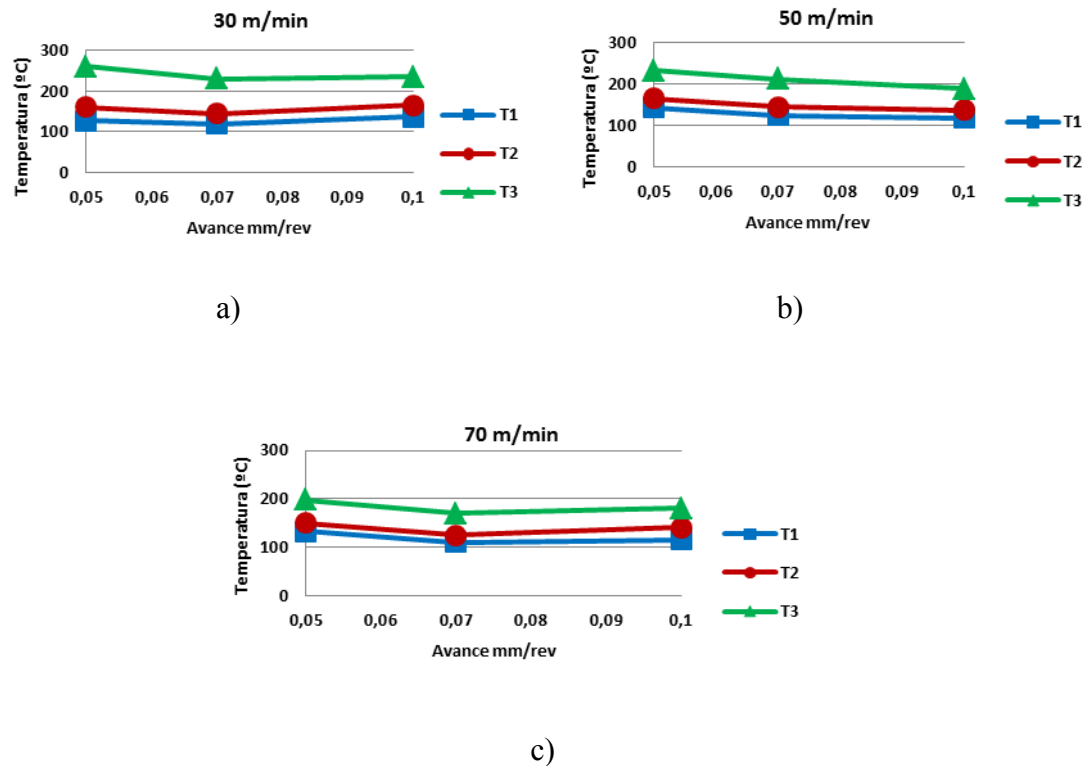 30 m/min
Temperatura (ºC)
300
200
100
0
0,05 0,06 0,07 0,08 0,09 0,1
Avance mm/rev
T1
T2
T3
a)
50 m/min
Temperatura (ºC)
300
200
100
0
0,05 0,06 0,07 0,08 0,09 0,1
Avance mm/rev
T1
T2
T3
b)
70 m/min
Temperatura (ºC)
300
200
100
0
0,05 0,06 0,07 0,08 0,09 0,1
Avance mm/rev
T1
T2
T3
c)